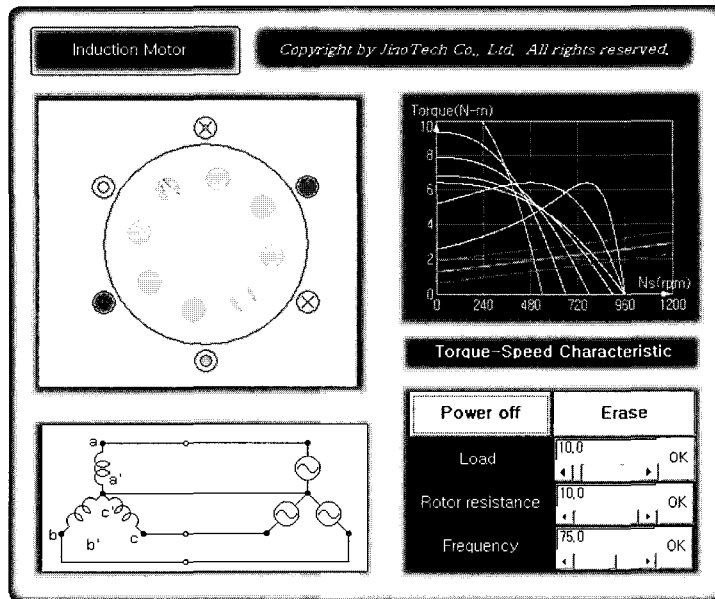 Induction Motor
Copyright by JinoTech Co., Ltd. All rights reserved.
Torque(N-m)
10
8
6
4
2
0
0 240 480 720 960 1200
Ns(rpm)
Torque-Speed Characteristic
Power off Erase
Load 10,0 OK
Rotor resistance 10,0 OK
Frequency 75,0 OK
a
a'
c'
b
b'
c